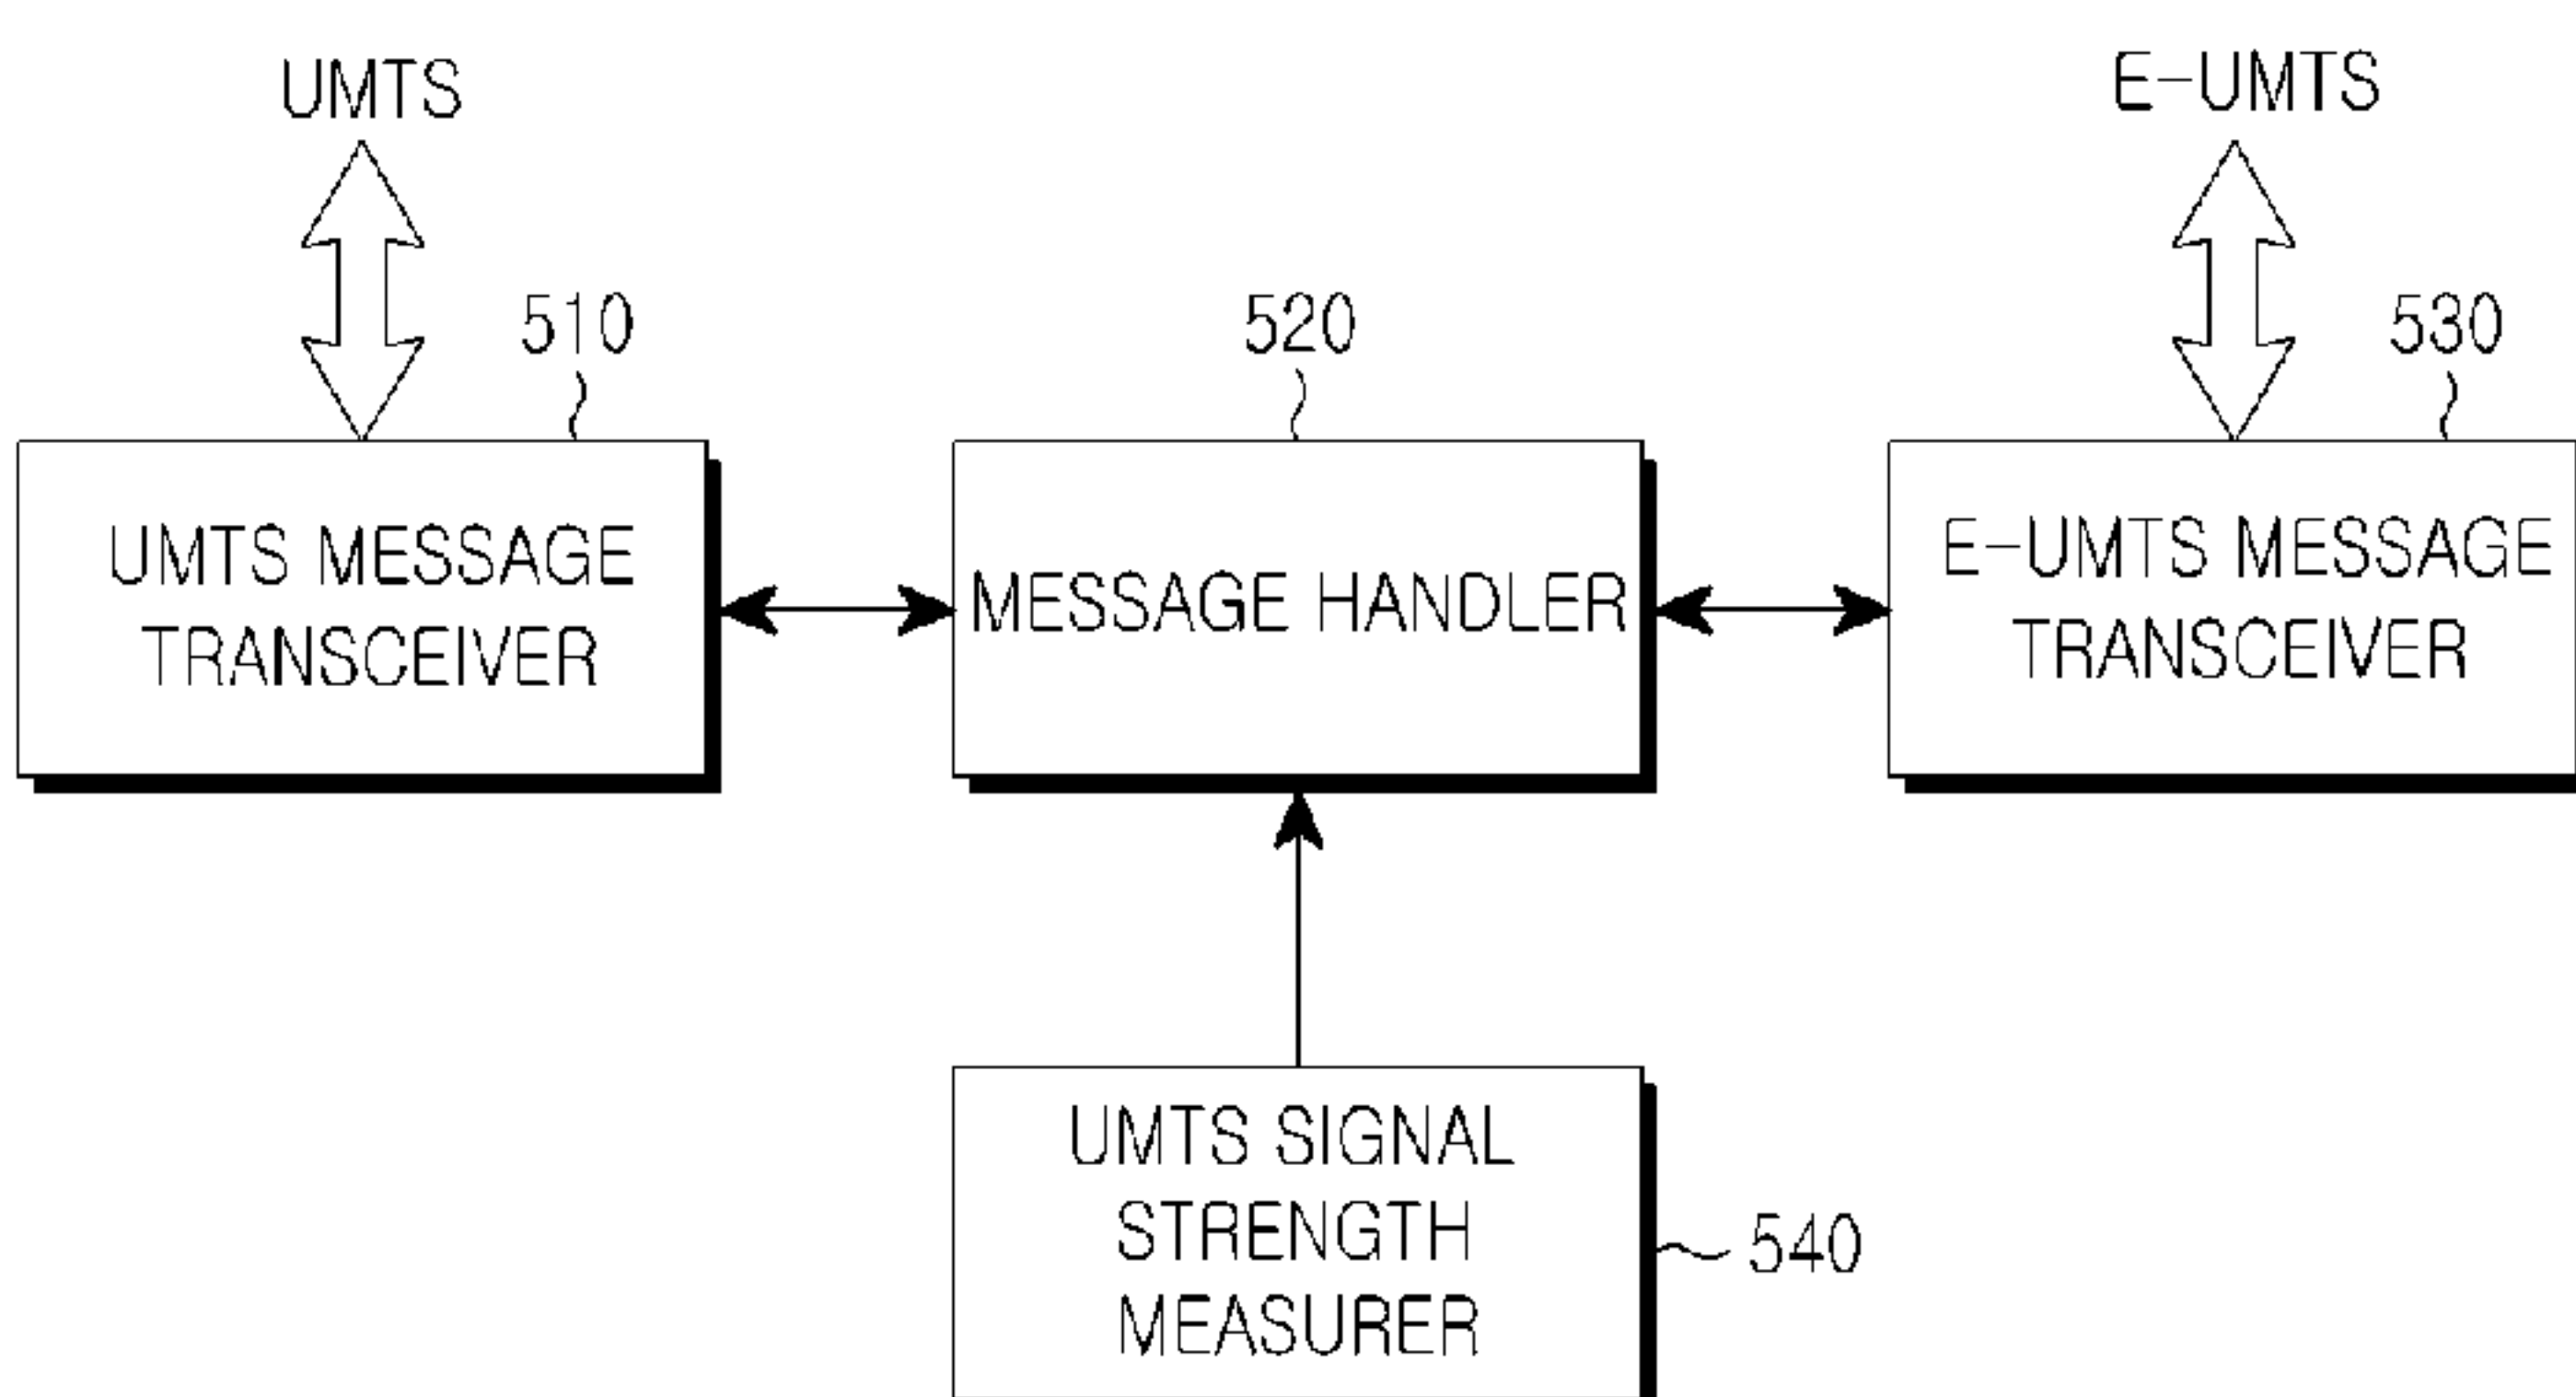 UMTS
E-UMTS
510
520
530
UMTS MESSAGE
TRANSCEIVER
MESSAGE HANDLER
E-UMTS MESSAGE
TRANSCEIVER
UMTS SIGNAL
STRENGTH
MEASURER
540